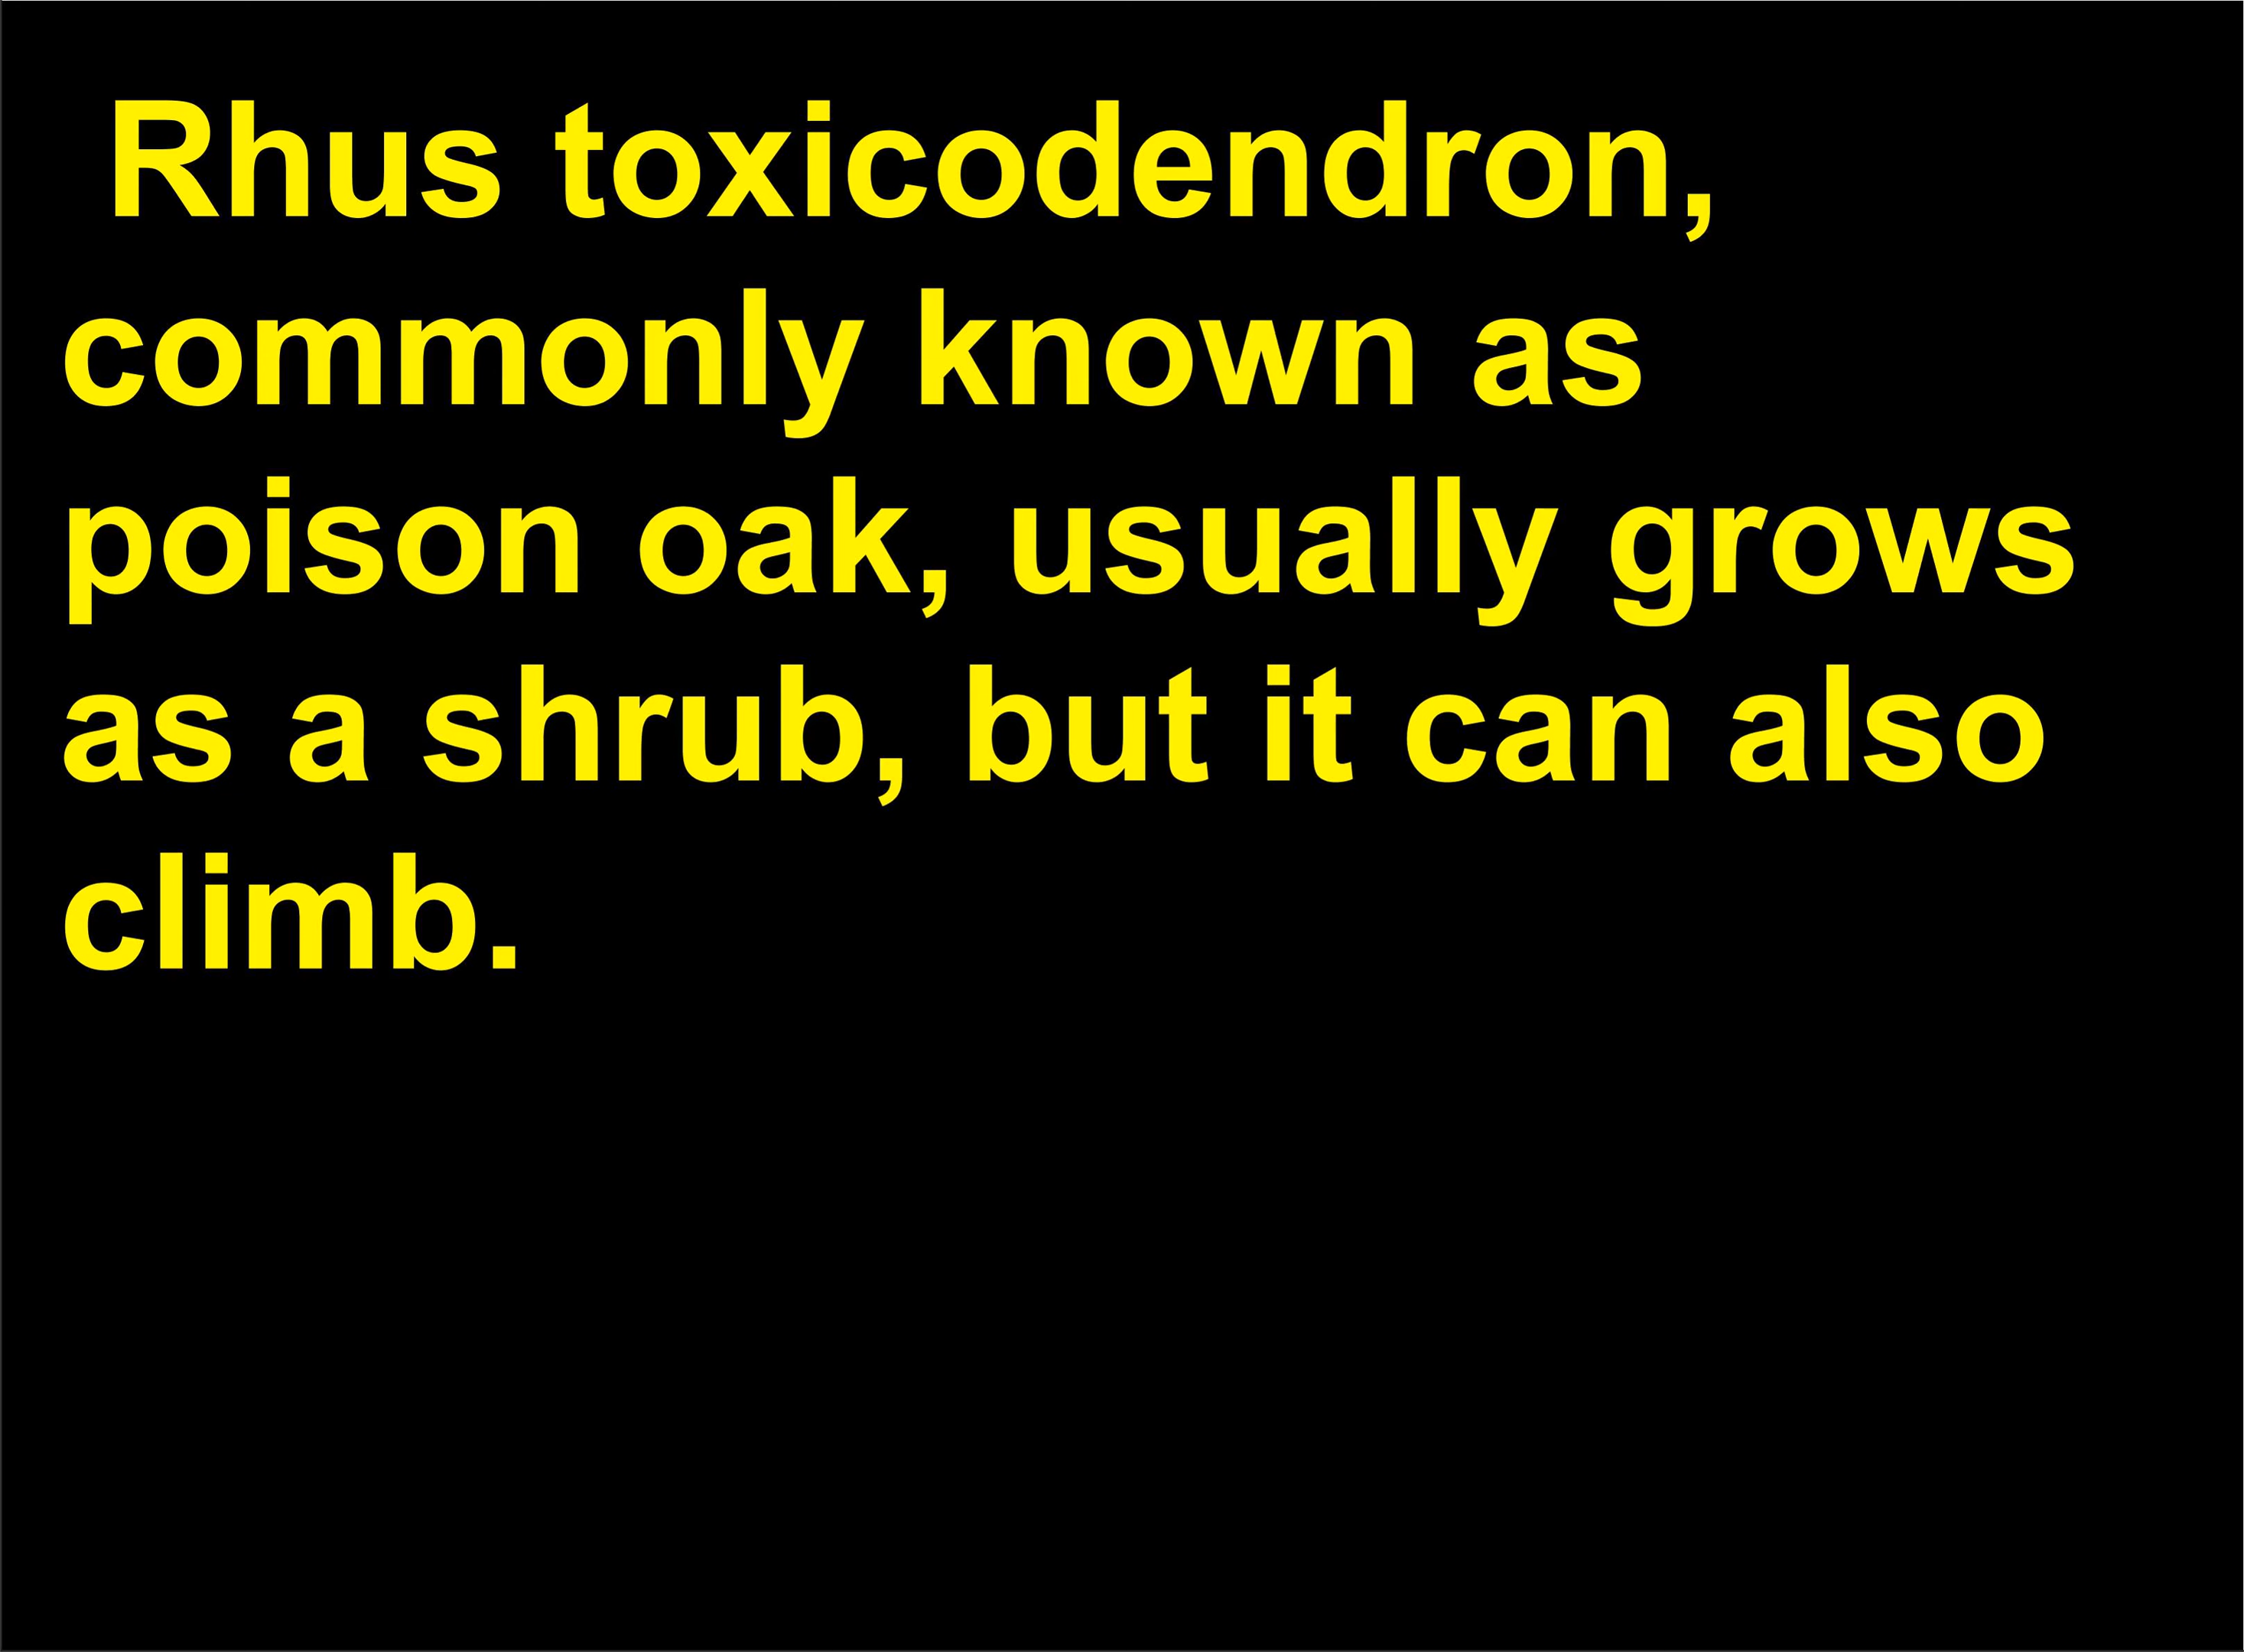 Rhus toxicodendron,
commonly known as
poison oak, usually grows
as a shrub, but it can also
climb.